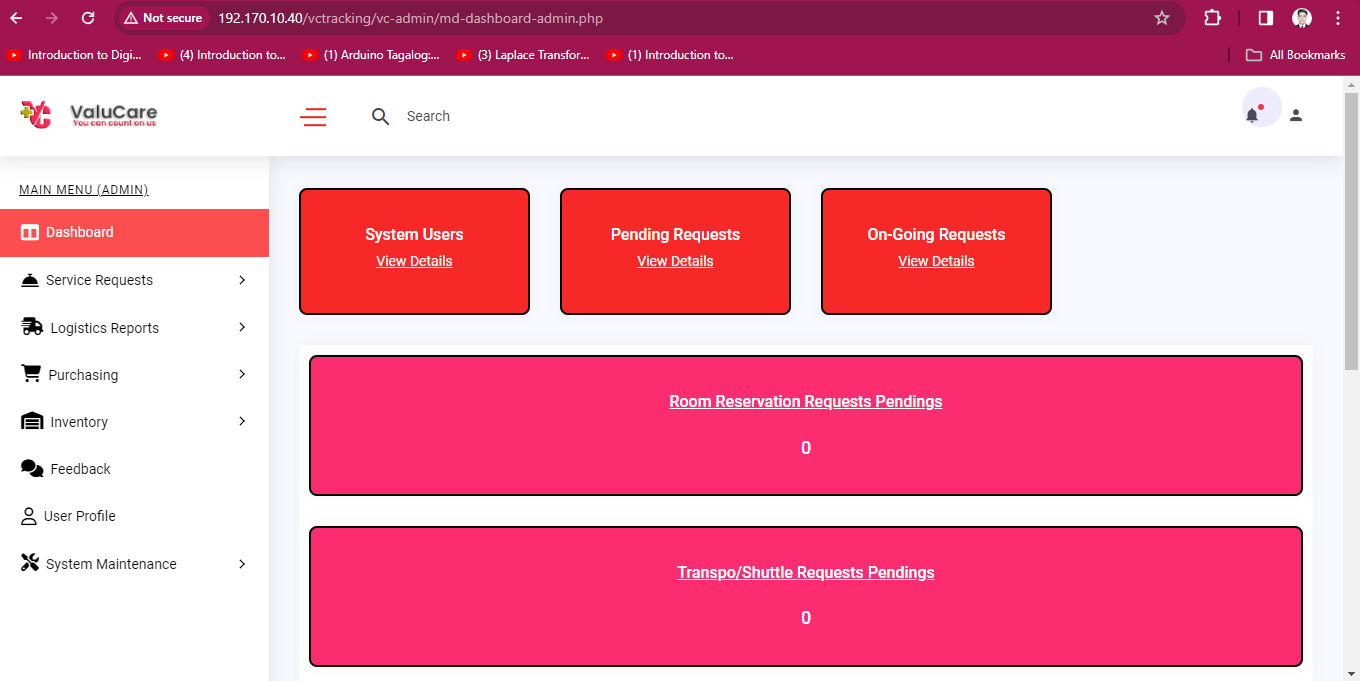 Not secure 192.170.10.40/vctracking/vc-admin/md-dashboard-admin.php
Introduction to Digi... (4) Introduction to... (1) Arduino Tagalog:... (3) Laplace Transfor... (1) Introduction to... All Bookmarks
VC ValuCare
You can count on us
Search
MAIN MENU (ADMIN)
Dashboard
Service Requests
Logistics Reports
Purchasing
Inventory
Feedback
User Profile
System Maintenance
System Users
View Details
Pending Requests
View Details
On-Going Requests
View Details
Room Reservation Requests Pendings
0
Transpo/Shuttle Requests Pendings
0